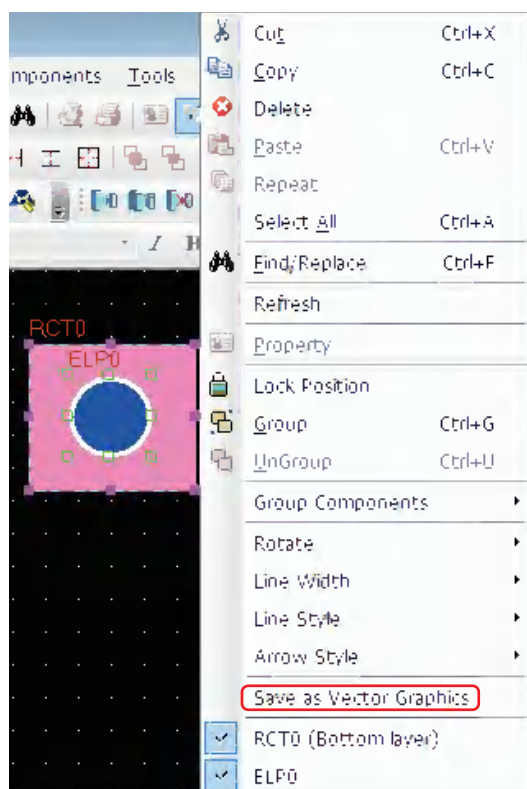 mponents Tools
I B
RCT0
ELP0
Cut Ctrl+X
Copy Ctrl+C
Delete
Paste Ctrl+V
Repeat
Select All Ctrl+A
Find/Replace Ctrl+F
Refresh
Property
Lock Position
Group Ctrl+G
UnGroup Ctrl+U
Group Components
Rotate
Line Width
Line Style
Arrow Style
Save as Vector Graphics
RCT0 (Bottom layer)
ELP0